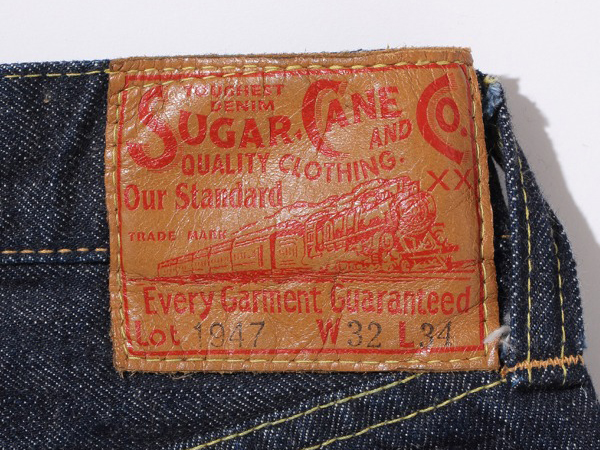 TOUGHEST
DENIM
SUGAR. CANE CO.
AND
QUALITY CLOTHING.
XX
Our Standard
TRADE MARK
Every Garment Guaranteed
Lot 1947 W 32 L 34